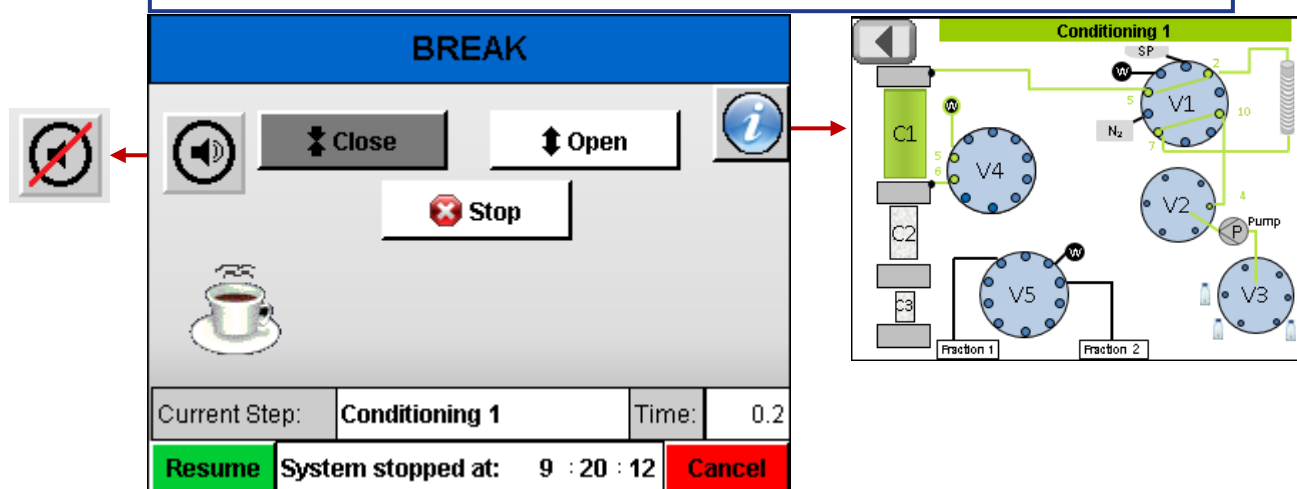 BREAK
Close
Open
Stop
Current Step: Conditioning 1 Time: 0.2
Resume System stopped at: 9 : 20 : 12 Cancel
Conditioning 1
SP
W
2
5
V1
10
N₂
7
C1
W
5
6
V4
V2
4
P
Pump
C2
W
V5
V3
C3
Fraction 1
Fraction 2